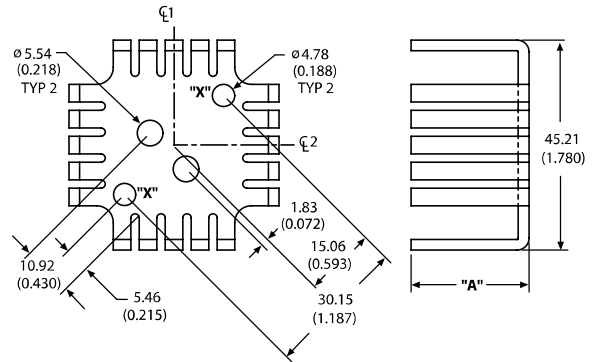 ℄1
ø 5.54
(0.218)
TYP 2
ø 4.78
(0.188)
TYP 2
"X"
℄2
"X"
45.21
(1.780)
1.83
(0.072)
15.06
(0.593)
10.92
(0.430)
5.46
(0.215)
30.15
(1.187)
"A"